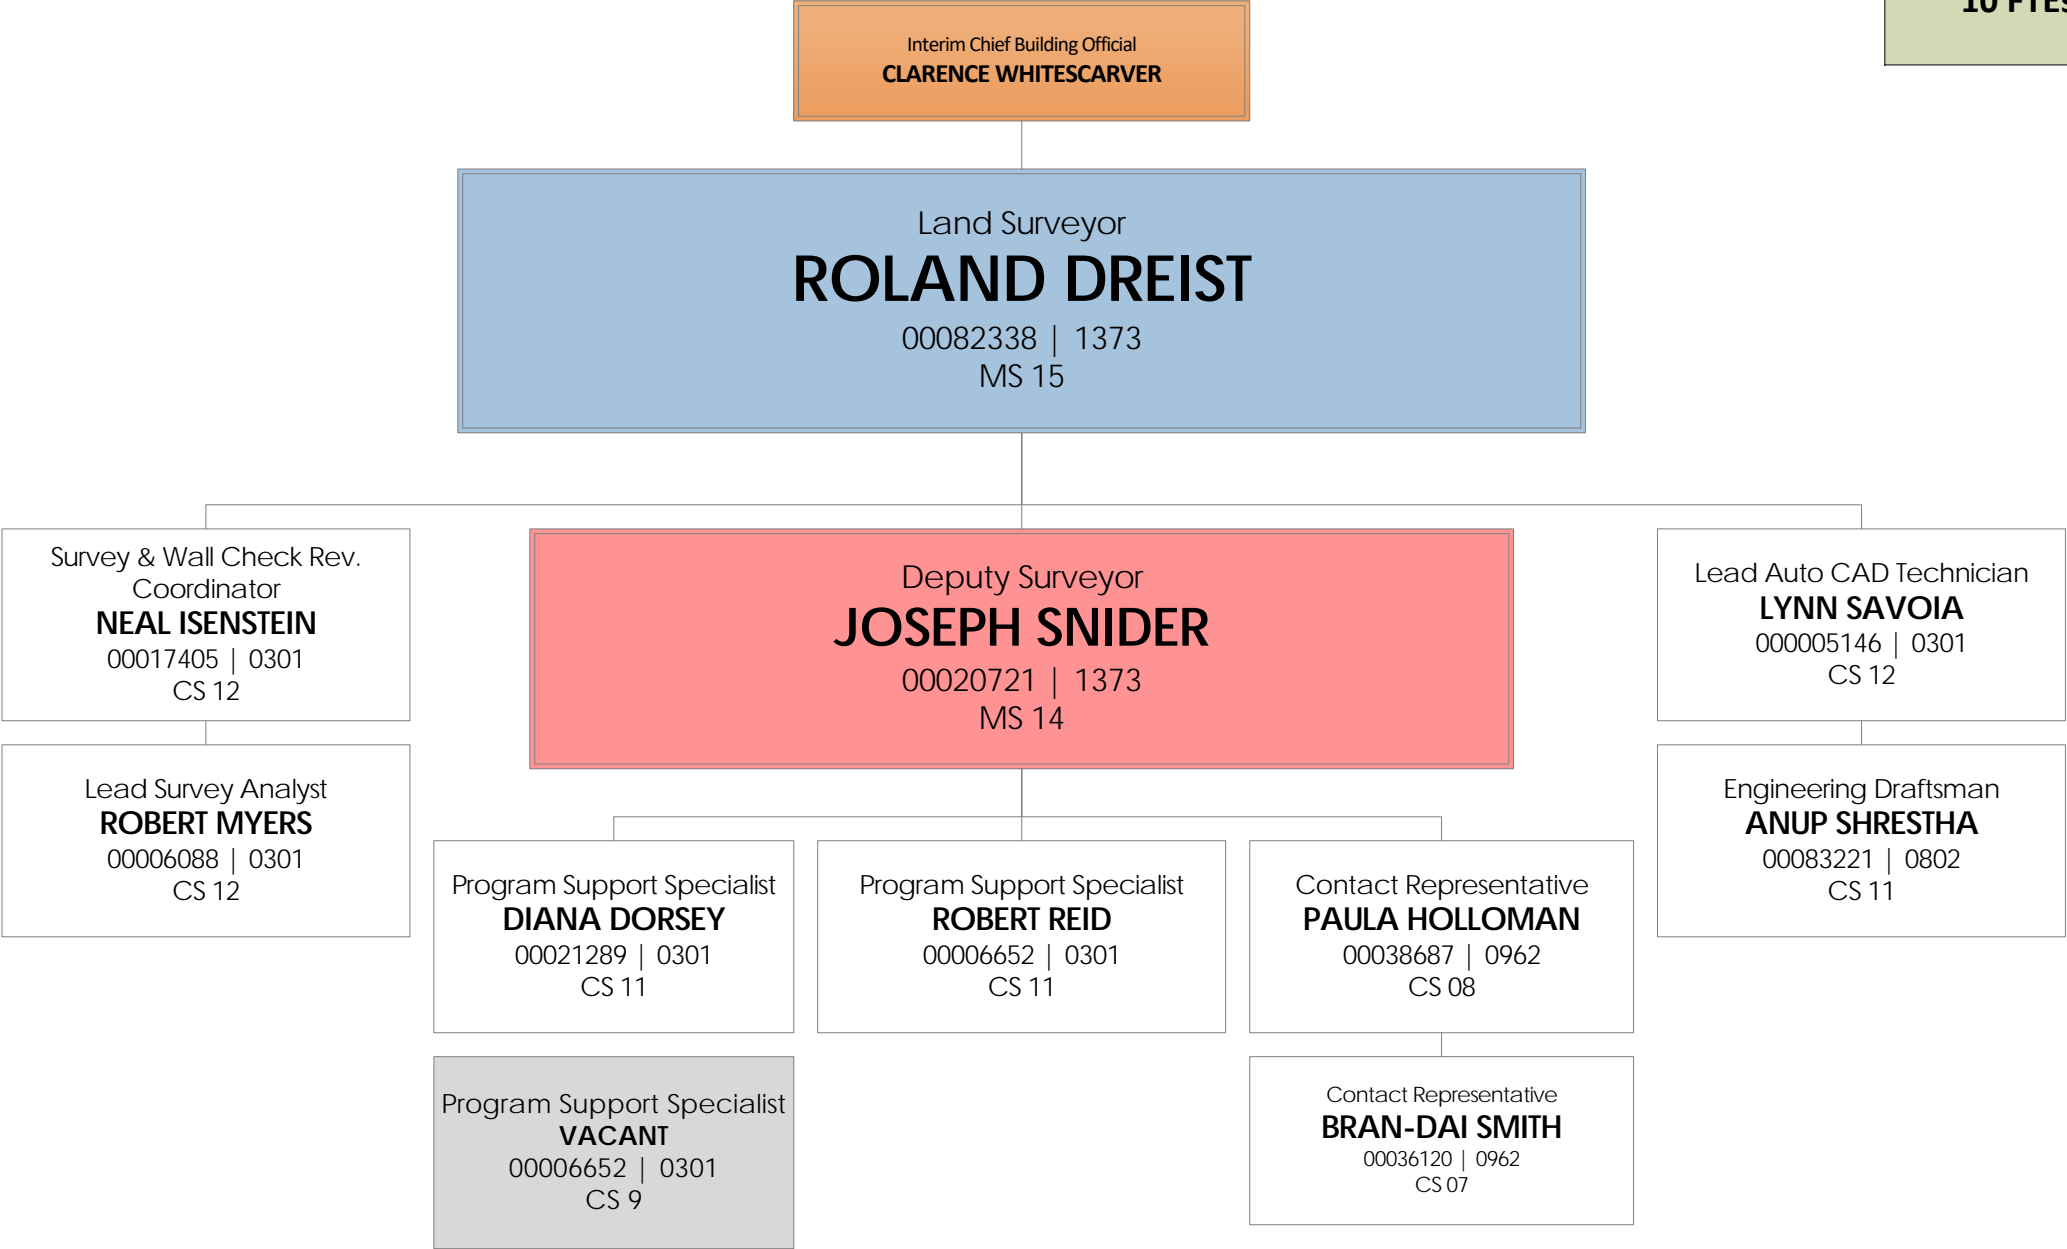 10 FTEs
Interim Chief Building Official
CLARENCE WHITESCARVER
Land Surveyor
ROLAND DREIST
00082338 | 1373
MS 15
Survey & Wall Check Rev.
Coordinator
NEAL ISENSTEIN
00017405 | 0301
CS 12
Deputy Surveyor
JOSEPH SNIDER
00020721 | 1373
MS 14
Lead Auto CAD Technician
LYNN SAVOIA
000005146 | 0301
CS 12
Lead Survey Analyst
ROBERT MYERS
00006088 | 0301
CS 12
Engineering Draftsman
ANUP SHRESTHA
00083221 | 0802
CS 11
Program Support Specialist
DIANA DORSEY
00021289 | 0301
CS 11
Program Support Specialist
ROBERT REID
00006652 | 0301
CS 11
Contact Representative
PAULA HOLLOMAN
00038687 | 0962
CS 08
Program Support Specialist
VACANT
00006652 | 0301
CS 9
Contact Representative
BRAN-DAI SMITH
00036120 | 0962
CS 07